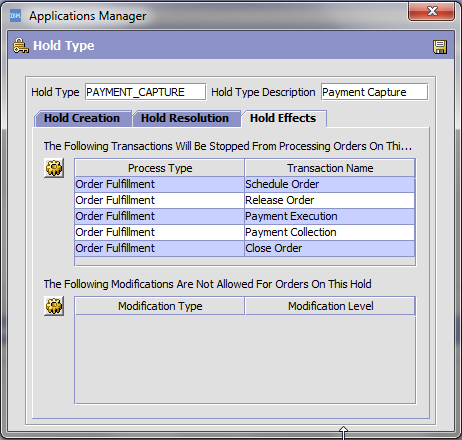 Applications Manager
Hold Type
Hold Type PAYMENT_CAPTURE Hold Type Description Payment Capture
Hold Creation Hold Resolution Hold Effects
The Following Transactions Will Be Stopped From Processing Orders On Thi...
Process Type Transaction Name
Order Fulfillment Schedule Order
Order Fulfillment Release Order
Order Fulfillment Payment Execution
Order Fulfillment Payment Collection
Order Fulfillment Close Order
The Following Modifications Are Not Allowed For Orders On This Hold
Modification Type Modification Level